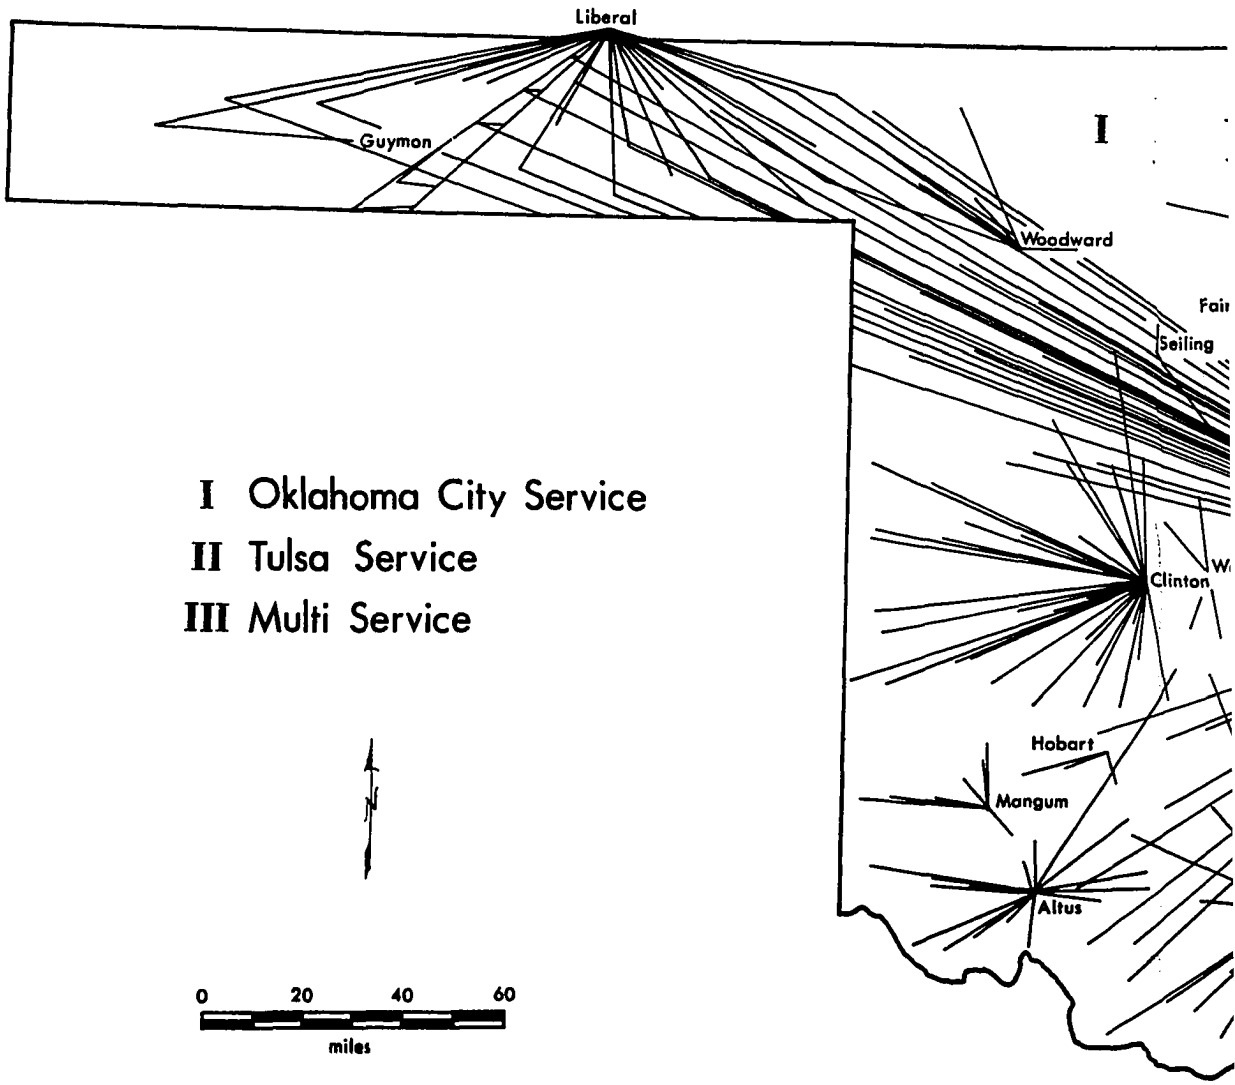 Liberal
I
Guymon
Woodward
Fair
Seiling
I Oklahoma City Service
II Tulsa Service
III Multi Service
Clinton
W
Hobart
N
Mangum
Altus
0 20 40 60
miles